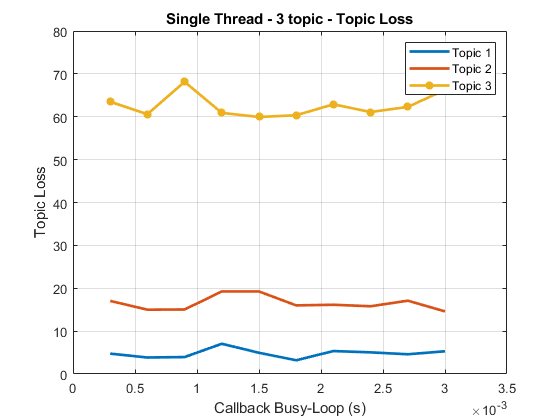 Single Thread - 3 topic - Topic Loss
80
70
60
50
40
30
20
10
0
Topic Loss
Topic 1
Topic 2
Topic 3
0 0.5 1 1.5 2 2.5 3 3.5
Callback Busy-Loop (s)
×10⁻³